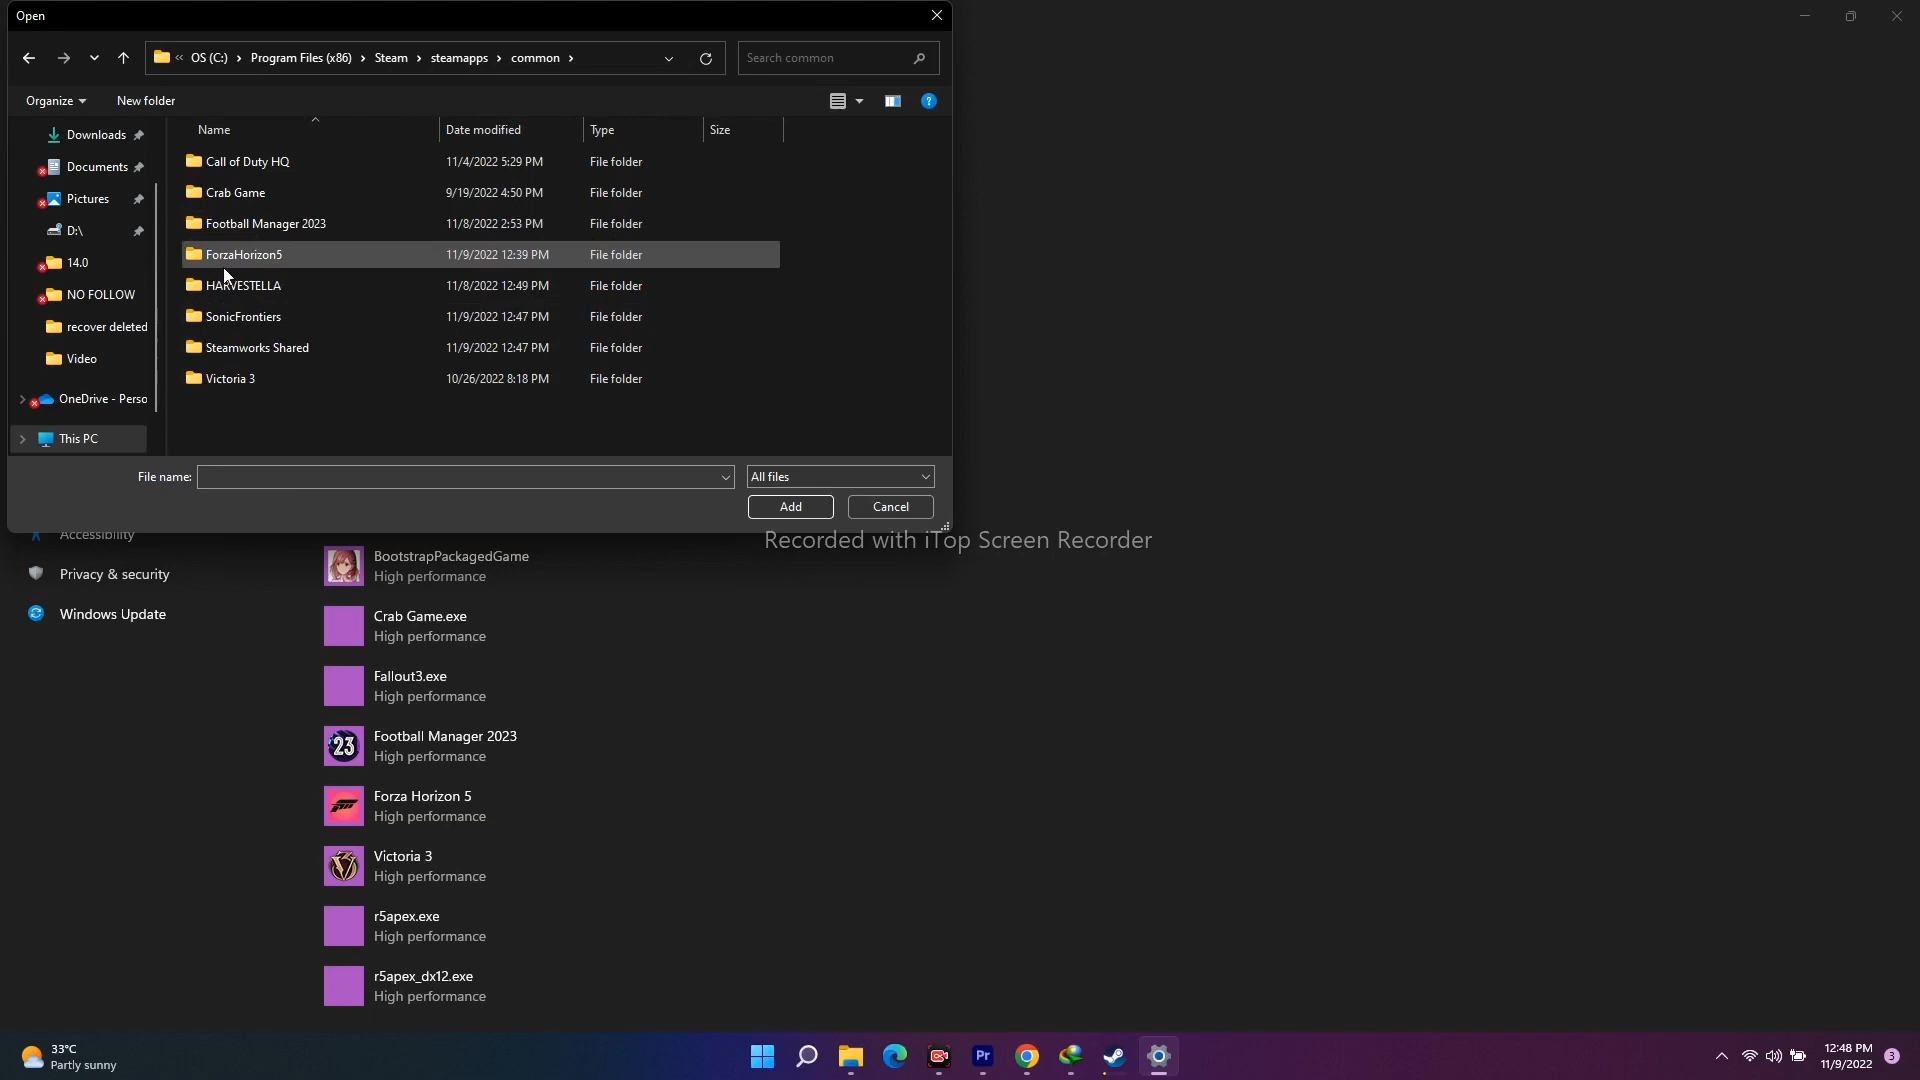 Open
« OS (C:) › Program Files (x86) › Steam › steamapps › common ›
Search common
Organize
New folder
Name
Date modified
Type
Size
Downloads
Documents
Pictures
D:\
14.0
NO FOLLOW
recover deleted
Video
OneDrive - Perso
This PC
Call of Duty HQ 11/4/2022 5:29 PM File folder
Crab Game 9/19/2022 4:50 PM File folder
Football Manager 2023 11/8/2022 2:53 PM File folder
ForzaHorizon5 11/9/2022 12:39 PM File folder
HARVESTELLA 11/8/2022 12:49 PM File folder
SonicFrontiers 11/9/2022 12:47 PM File folder
Steamworks Shared 11/9/2022 12:47 PM File folder
Victoria 3 10/26/2022 8:18 PM File folder
File name:
All files
Add
Cancel
Accessibility
Privacy & security
Windows Update
Recorded with iTop Screen Recorder
BootstrapPackagedGame
High performance
Crab Game.exe
High performance
Fallout3.exe
High performance
Football Manager 2023
High performance
23
Forza Horizon 5
High performance
Victoria 3
High performance
r5apex.exe
High performance
r5apex_dx12.exe
High performance
33°C
Partly sunny
Pr
12:48 PM
11/9/2022
3